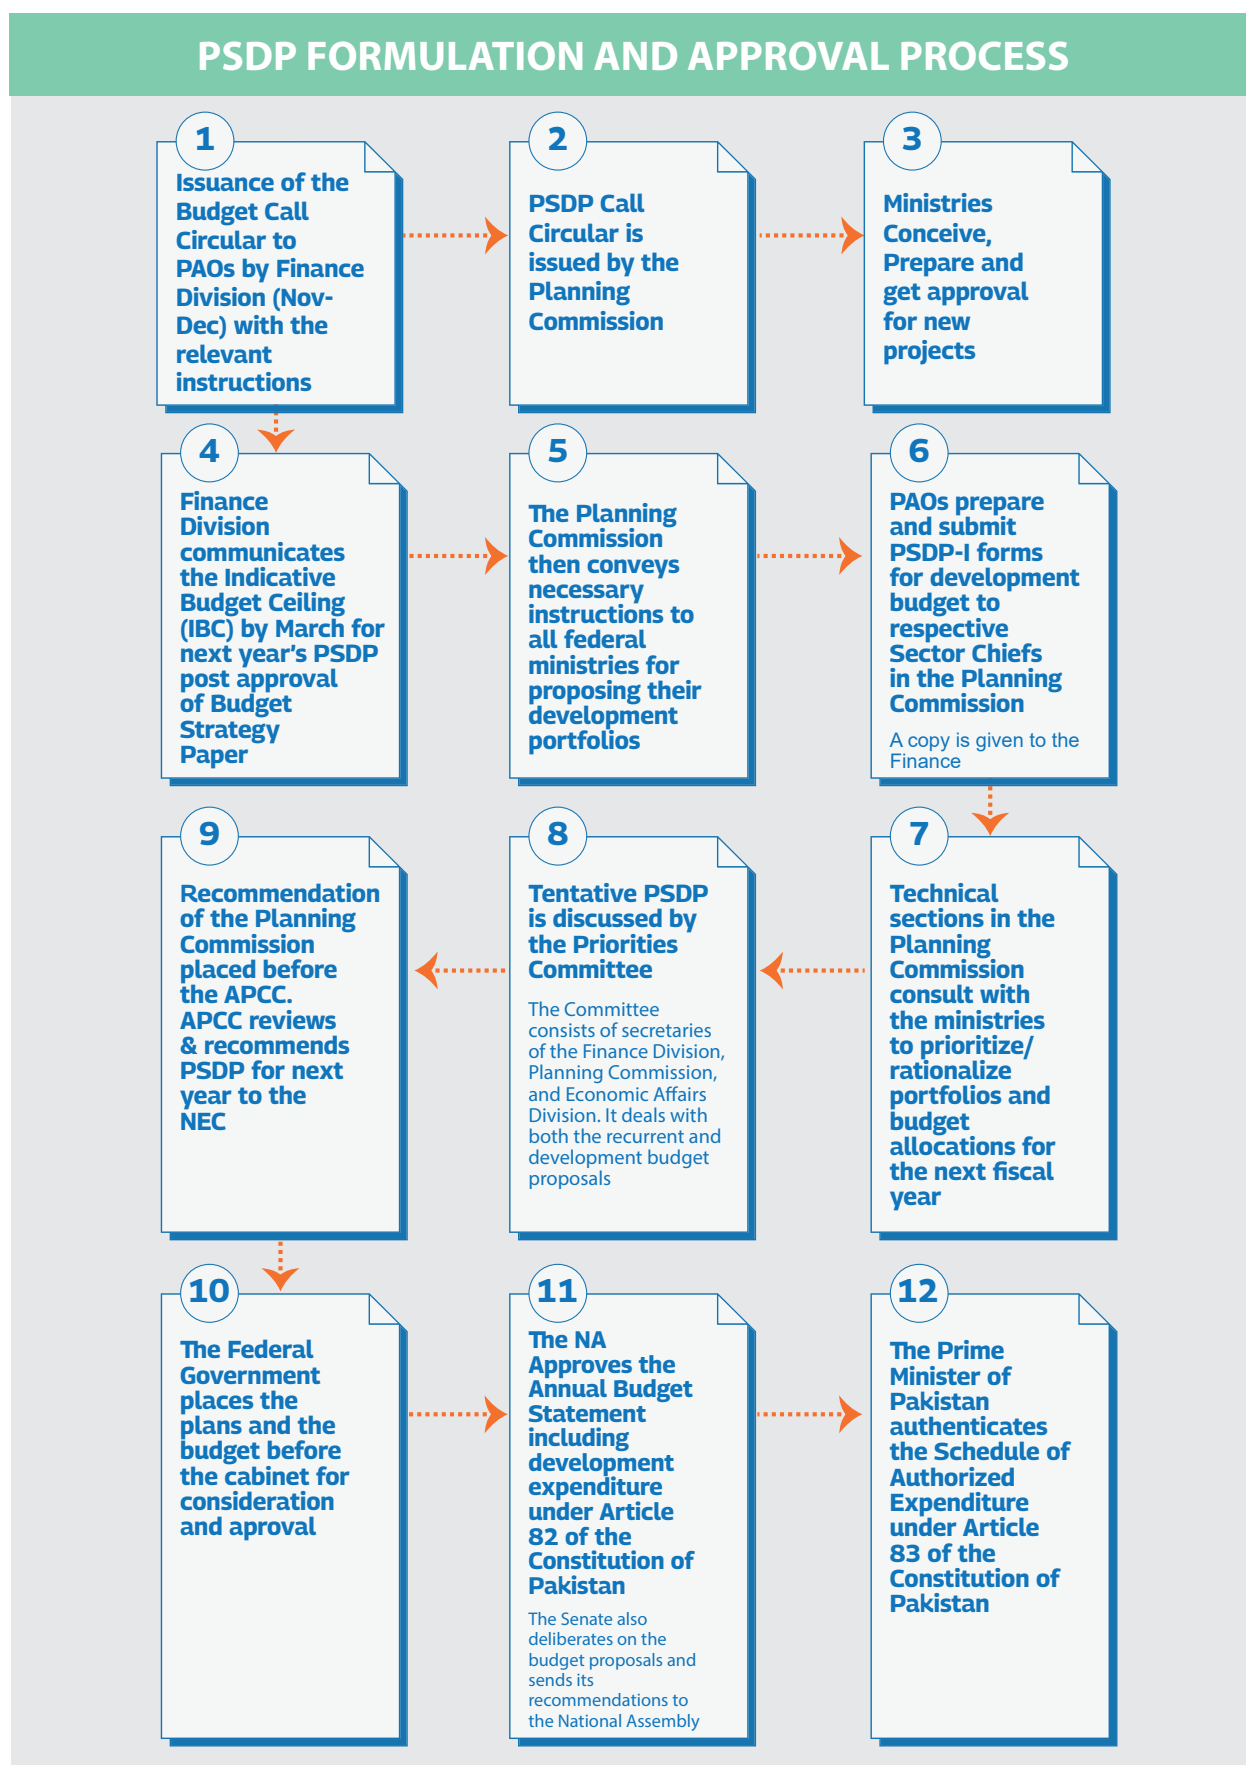 PSDP FORMULATION AND APPROVAL PROCESS
1
Issuance of the
Budget Call
Circular to
PAOs by Finance
Division (Nov-
Dec) with the
relevant
instructions
2
PSDP Call
Circular is
issued by the
Planning
Commission
3
Ministries
Conceive,
Prepare and
get approval
for new
projects
4
Finance
Division
communicates
the Indicative
Budget Ceiling
(IBC) by March for
next year's PSDP
post approval
of Budget
Strategy
Paper
5
The Planning
Commission
then conveys
necessary
instructions to
all federal
ministries for
proposing their
development
portfolios
6
PAOs prepare
and submit
PSDP-I forms
for development
budget to
respective
Sector Chiefs
in the Planning
Commission
A copy is given to the
Finance
7
Technical
sections in the
Planning
Commission
consult with
the ministries
to prioritize/
rationalize
portfolios and
budget
allocations for
the next fiscal
year
8
Tentative PSDP
is discussed by
the Priorities
Committee
The Committee
consists of secretaries
of the Finance Division,
Planning Commission,
and Economic Affairs
Division. It deals with
both the recurrent and
development budget
proposals
9
Recommendation
of the Planning
Commission
placed before
the APCC.
APCC reviews
& recommends
PSDP for next
year to the
NEC
10
The Federal
Government
places the
plans and the
budget before
the cabinet for
consideration
and aproval
11
The NA
Approves the
Annual Budget
Statement
including
development
expenditure
under Article
82 of the
Constitution of
Pakistan
The Senate also
deliberates on the
budget proposals and
sends its
recommendations to
the National Assembly
12
The Prime
Minister of
Pakistan
authenticates
the Schedule of
Authorized
Expenditure
under Article
83 of the
Constitution of
Pakistan